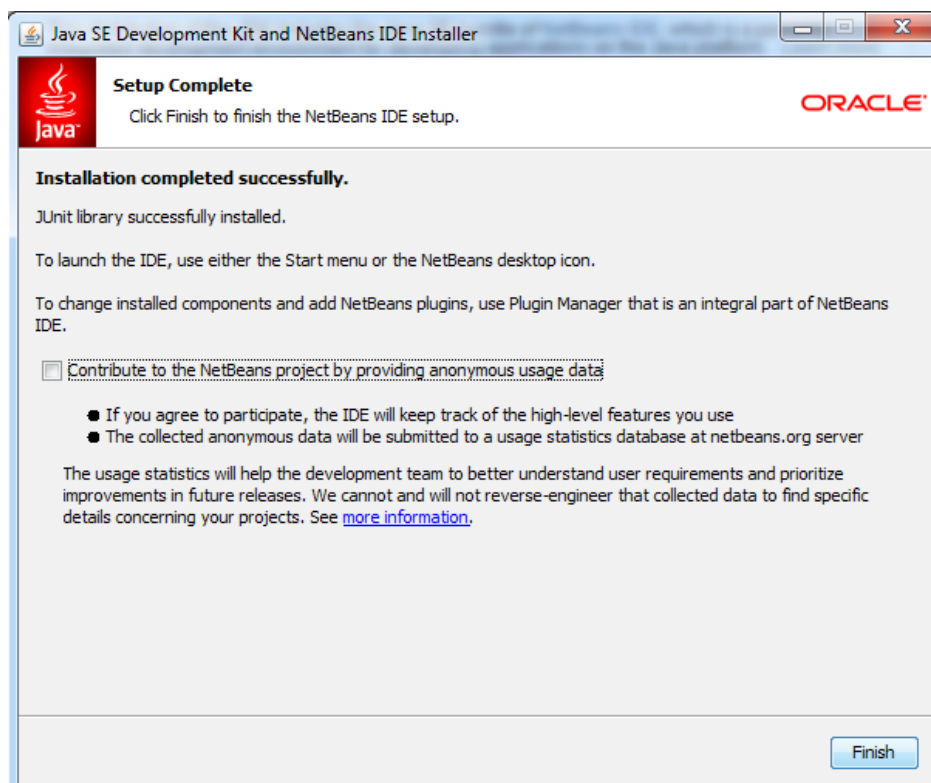 Java SE Development Kit and NetBeans IDE Installer
Java
Setup Complete
Click Finish to finish the NetBeans IDE setup.
ORACLE
Installation completed successfully.
JUnit library successfully installed.
To launch the IDE, use either the Start menu or the NetBeans desktop icon.
To change installed components and add NetBeans plugins, use Plugin Manager that is an integral part of NetBeans
IDE.
Contribute to the NetBeans project by providing anonymous usage data
● If you agree to participate, the IDE will keep track of the high-level features you use
● The collected anonymous data will be submitted to a usage statistics database at netbeans.org server
The usage statistics will help the development team to better understand user requirements and prioritize
improvements in future releases. We cannot and will not reverse-engineer that collected data to find specific
details concerning your projects. See more information.
Finish